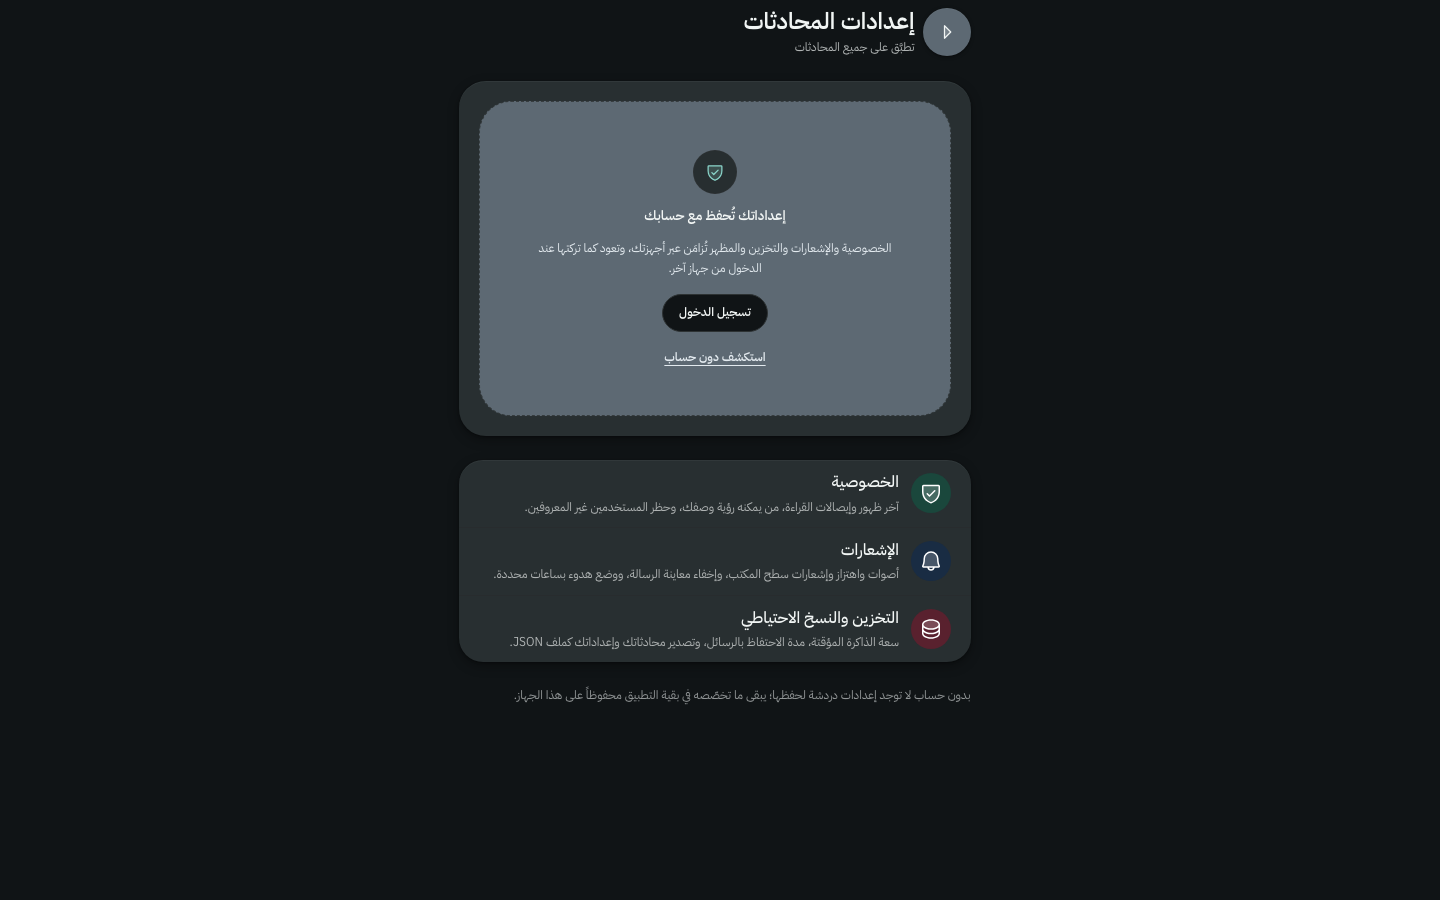 إعدادات المحادثات
تطبّق على جميع المحادثات
إعداداتك تُحفظ مع حسابك
الخصوصية والإشعارات والتخزين والمظهر تُزامَن عبر أجهزتك، وتعود كما تركتها عند
الدخول من جهاز آخر.
تسجيل الدخول
استكشف دون حساب
الخصوصية
آخر ظهور وإيصالات القراءة، من يمكنه رؤية وصفك، وحظر المستخدمين غير المعروفين.
الإشعارات
أصوات واهتزاز وإشعارات سطح المكتب، وإخفاء معاينة الرسالة، ووضع هدوء بساعات محددة.
التخزين والنسخ الاحتياطي
سعة الذاكرة المؤقتة، مدة الاحتفاظ بالرسائل، وتصدير محادثاتك وإعداداتك كملف JSON.
بدون حساب لا توجد إعدادات دردشة لحفظها؛ يبقى ما تخصّصه في بقية التطبيق محفوظاً على هذا الجهاز.